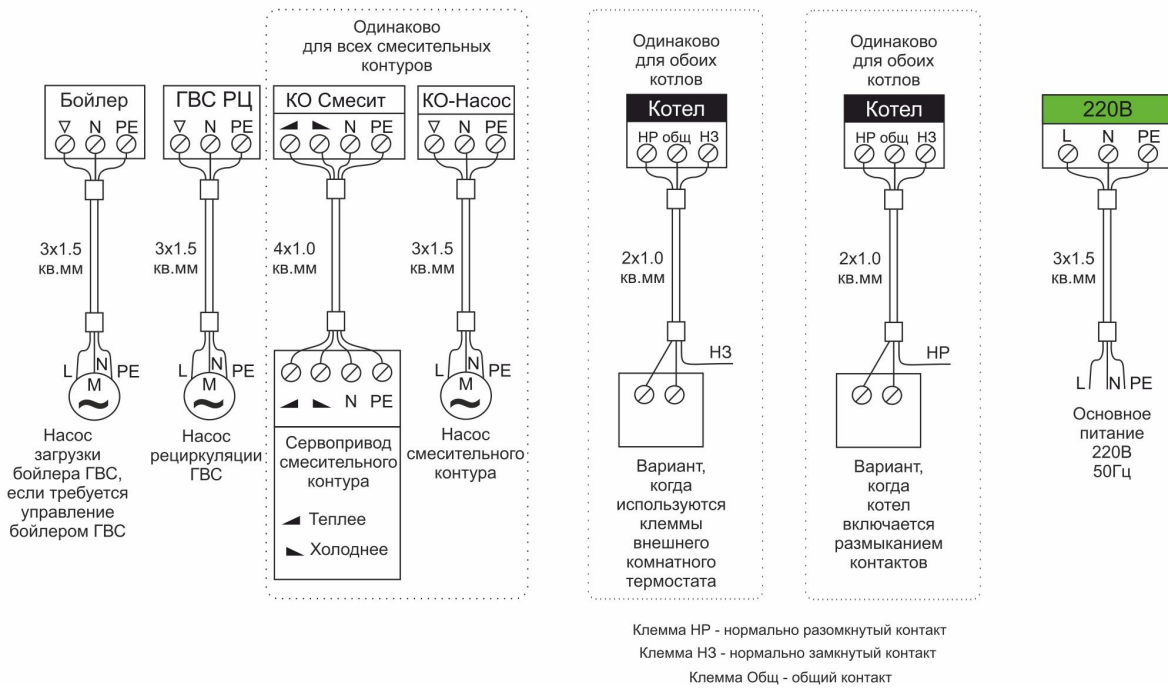 Одинаково
для всех смесительных
контуров
Бойлер
N PE
3x1.5
кв.мм
L N PE
M
Насос
загрузки
бойлера ГВС,
если требуется
управление
бойлером ГВС
ГВС РЦ
N PE
3x1.5
кв.мм
L N PE
M
Насос
рециркуляции
ГВС
КО Смесит
N PE
4x1.0
кв.мм
N PE
Сервопривод
смесительного
контура
Теплее
Холоднее
КО-Насос
N PE
3x1.5
кв.мм
L N PE
M
Насос
смесительного
контура
Одинаково
для обоих
котлов
Котел
НР общ НЗ
2x1.0
кв.мм
НЗ
Вариант,
когда
используются
клеммы
внешнего
комнатного
термостата
Одинаково
для обоих
котлов
Котел
НР общ НЗ
2x1.0
кв.мм
НР
Вариант,
когда
котел
включается
размыканием
контактов
220В
L N PE
3x1.5
кв.мм
L N PE
Основное
питание
220В
50Гц
Клемма НР - нормально разомкнутый контакт
Клемма НЗ - нормально замкнутый контакт
Клемма Общ - общий контакт